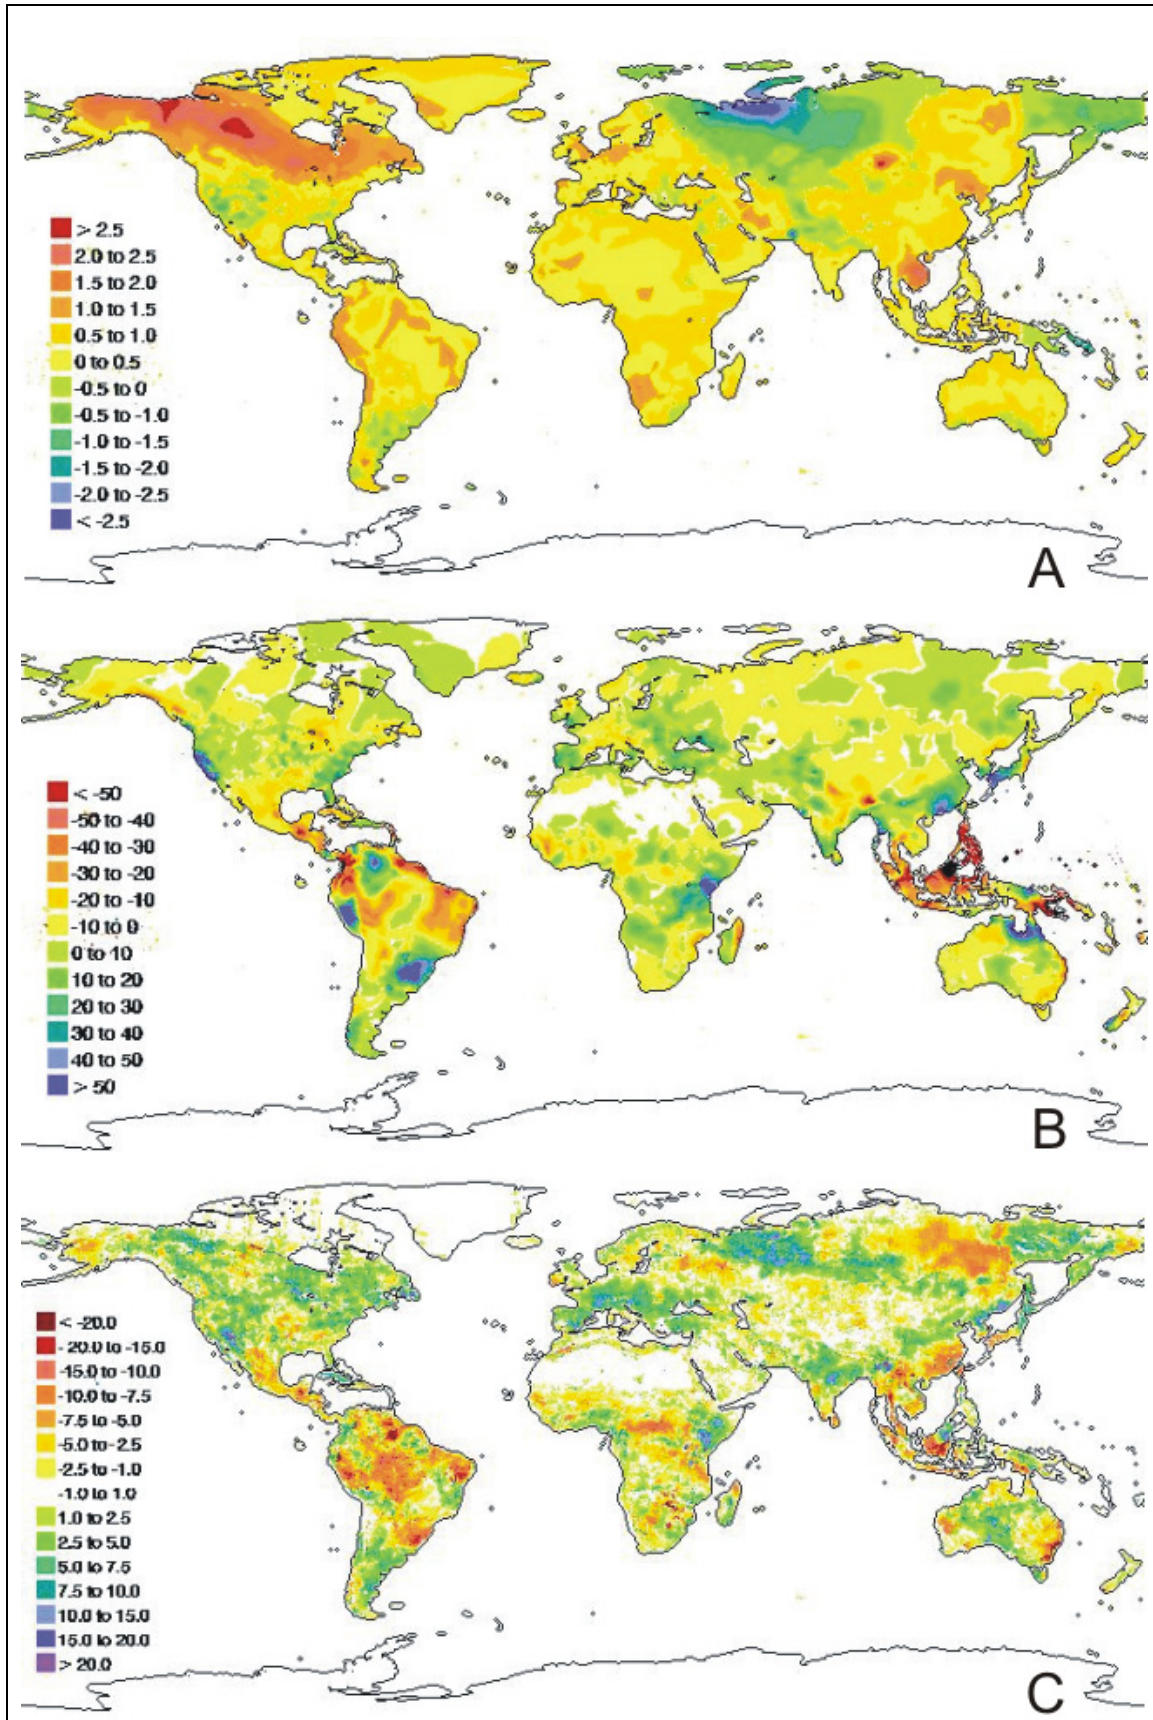 > 2.5
2.0 to 2.5
1.5 to 2.0
1.0 to 1.5
0.5 to 1.0
0 to 0.5
-0.5 to 0
-0.5 to -1.0
-1.0 to -1.5
-1.5 to -2.0
-2.0 to -2.5
< -2.5
A
< -50
-50 to -40
-40 to -30
-30 to -20
-20 to -10
-10 to 0
0 to 10
10 to 20
20 to 30
30 to 40
40 to 50
> 50
B
< -20.0
-20.0 to -15.0
-15.0 to -10.0
-10.0 to -7.5
-7.5 to -5.0
-5.0 to -2.5
-2.5 to -1.0
-1.0 to 1.0
1.0 to 2.5
2.5 to 5.0
5.0 to 7.5
7.5 to 10.0
10.0 to 15.0
15.0 to 20.0
> 20.0
C